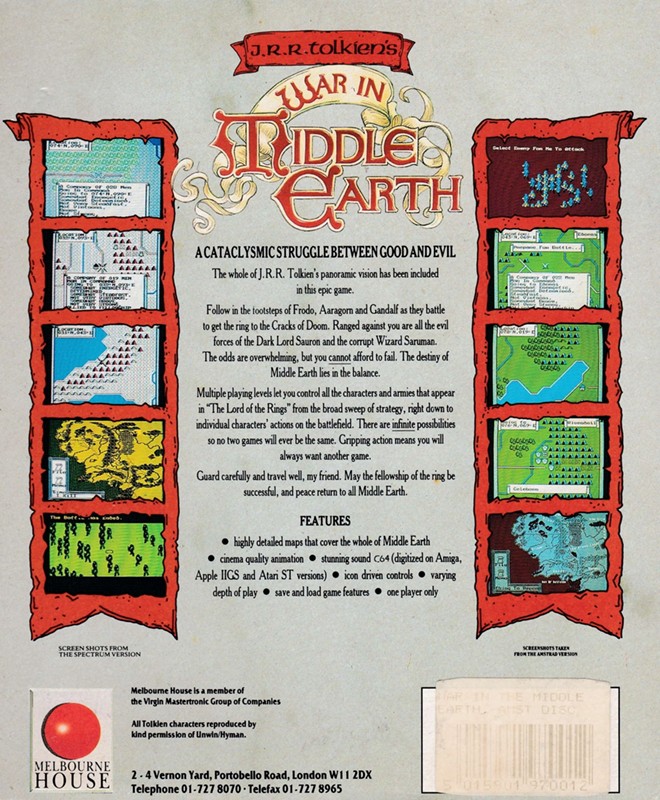 J.R.R. Tolkien's
WAR IN
MIDDLE
EARTH
A CATACLYSMIC STRUGGLE BETWEEN GOOD AND EVIL
The whole of J.R.R. Tolkien's panoramic vision has been included
in this epic game.
Follow in the footsteps of Frodo, Aaragorn and Gandalf as they battle
to get the ring to the Cracks of Doom. Ranged against you are all the evil
forces of the Dark Lord Sauron and the corrupt Wizard Saruman.
The odds are overwhelming, but you cannot afford to fail. The destiny of
Middle Earth lies in the balance.
Multiple playing levels let you control all the characters and armies that appear
in "The Lord of the Rings" from the broad sweep of strategy, right down to
individual characters' actions on the battlefield. There are infinite possibilities
so no two games will ever be the same. Gripping action means you will
always want another game.
Guard carefully and travel well, my friend. May the fellowship of the ring be
successful, and peace return to all Middle Earth.
FEATURES
● highly detailed maps that cover the whole of Middle Earth
● cinema quality animation ● stunning sound C64 (digitized on Amiga,
Apple IIGS and Atari ST versions) ● icon driven controls ● varying
depth of play ● save and load game features ● one player only
Select Enemy Foe Me To Attack
SCREEN SHOTS FROM
THE SPECTRUM VERSION
SCREENSHOTS TAKEN
FROM THE AMSTRAD VERSION
MELBOURNE
HOUSE
Melbourne House is a member of
the Virgin Mastertronic Group of Companies
All Tolkien characters reproduced by
kind permission of Unwin/Hyman.
2 - 4 Vernon Yard, Portobello Road, London W11 2DX
Telephone 01-727 8070 · Telefax 01-727 8965
WAR IN THE MIDDLE
EARTH. AMST DISC